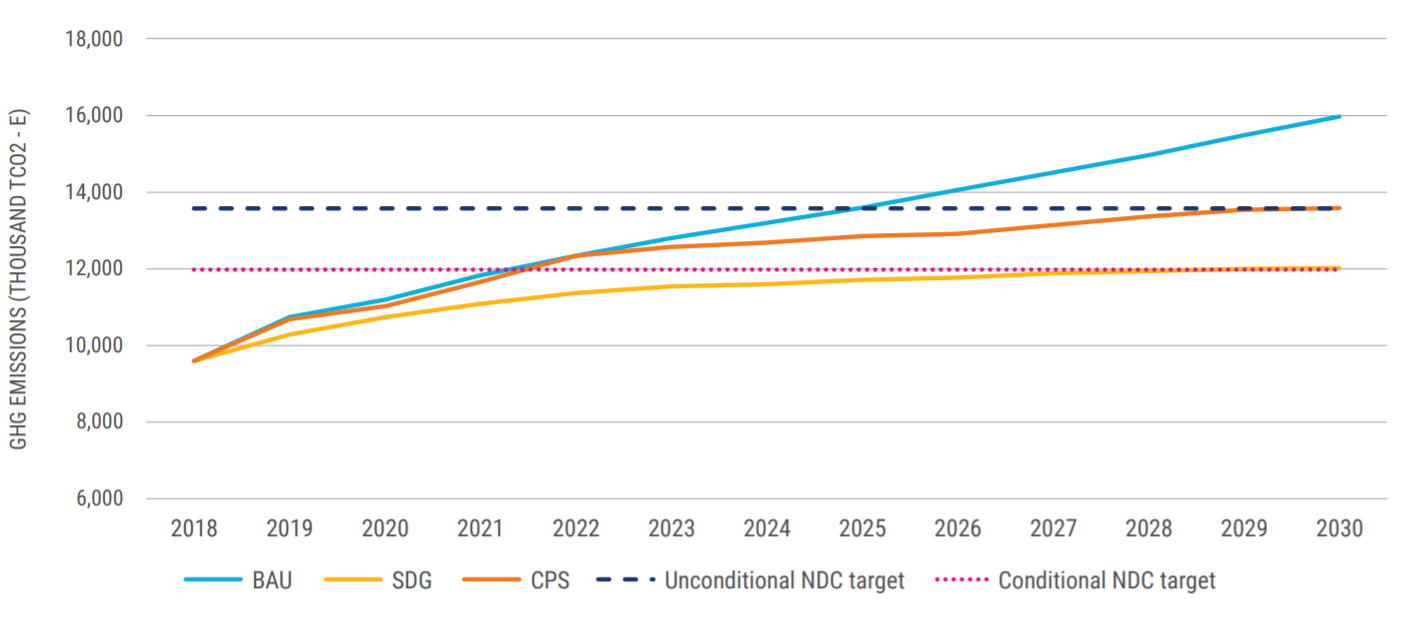 GHG EMISSIONS (THOUSAND TCO2 - E)
18,000
16,000
14,000
12,000
10,000
8,000
6,000
2018 2019 2020 2021 2022 2023 2024 2025 2026 2027 2028 2029 2030
BAU SDG CPS Unconditional NDC target Conditional NDC target